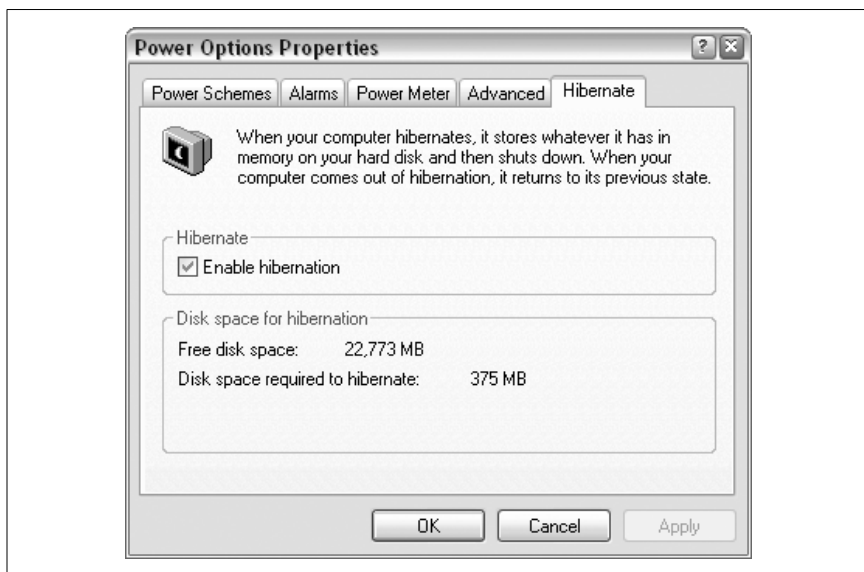 Power Options Properties
Power Schemes Alarms Power Meter Advanced Hibernate
When your computer hibernates, it stores whatever it has in
memory on your hard disk and then shuts down. When your
computer comes out of hibernation, it returns to its previous state.
Hibernate
Enable hibernation
Disk space for hibernation
Free disk space: 22,773 MB
Disk space required to hibernate: 375 MB
OK Cancel Apply